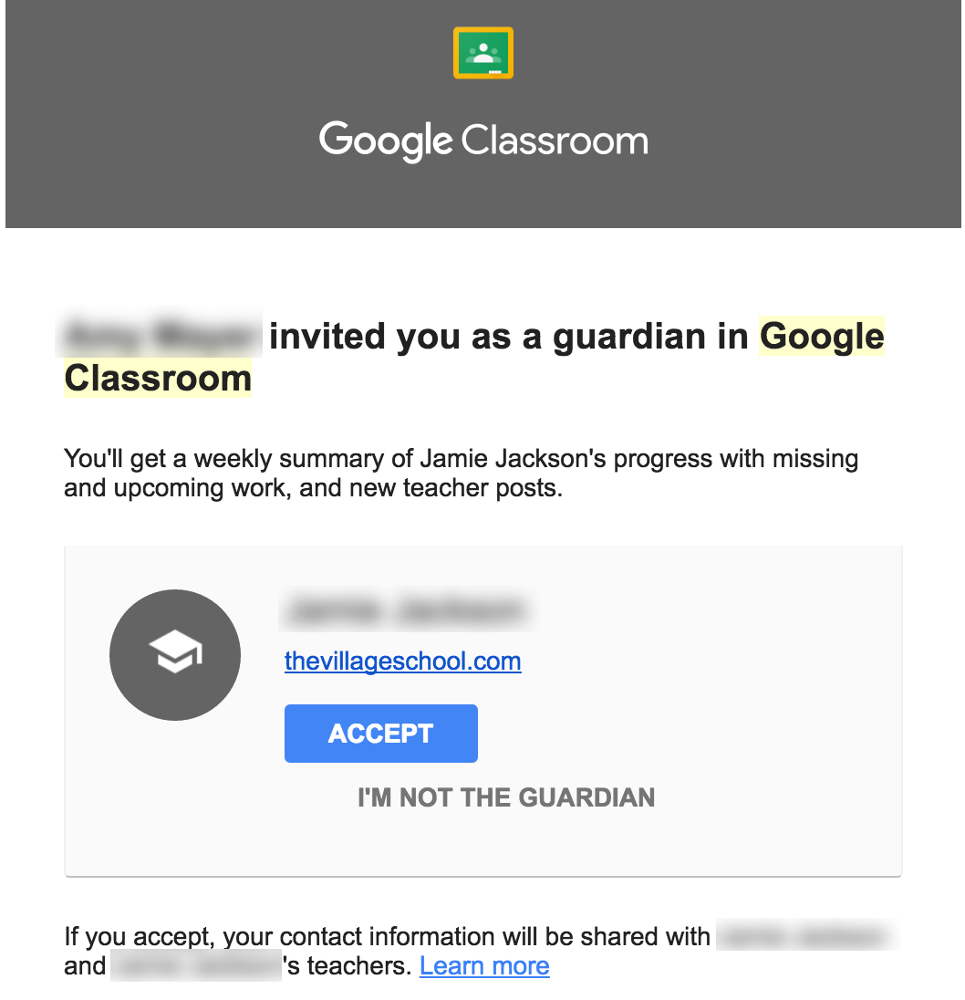 Google Classroom
invited you as a guardian in Google
Classroom
You'll get a weekly summary of Jamie Jackson's progress with missing
and upcoming work, and new teacher posts.
thevillageschool.com
ACCEPT
I'M NOT THE GUARDIAN
If you accept, your contact information will be shared with
and 's teachers. Learn more